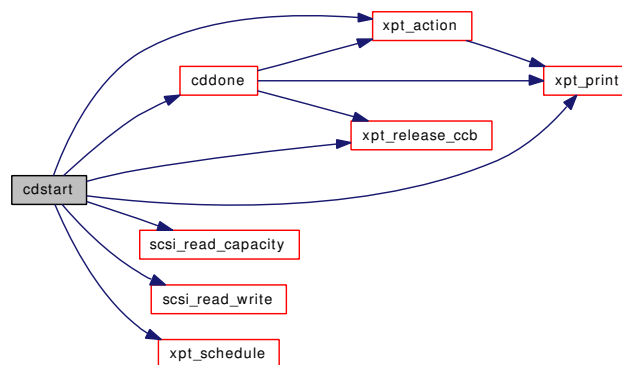 xpt_action
cddone
xpt_print
xpt_release_ccb
cdstart
scsi_read_capacity
scsi_read_write
xpt_schedule